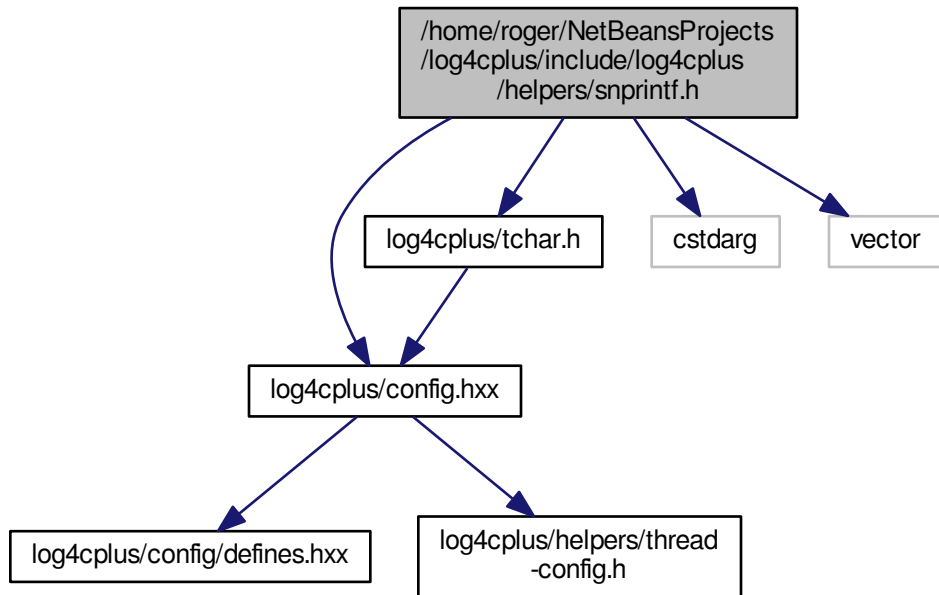 /home/roger/NetBeansProjects
/log4cplus/include/log4cplus
/helpers/snprintf.h
log4cplus/tchar.h
cstdarg
vector
log4cplus/config.hxx
log4cplus/config/defines.hxx
log4cplus/helpers/thread
-config.h